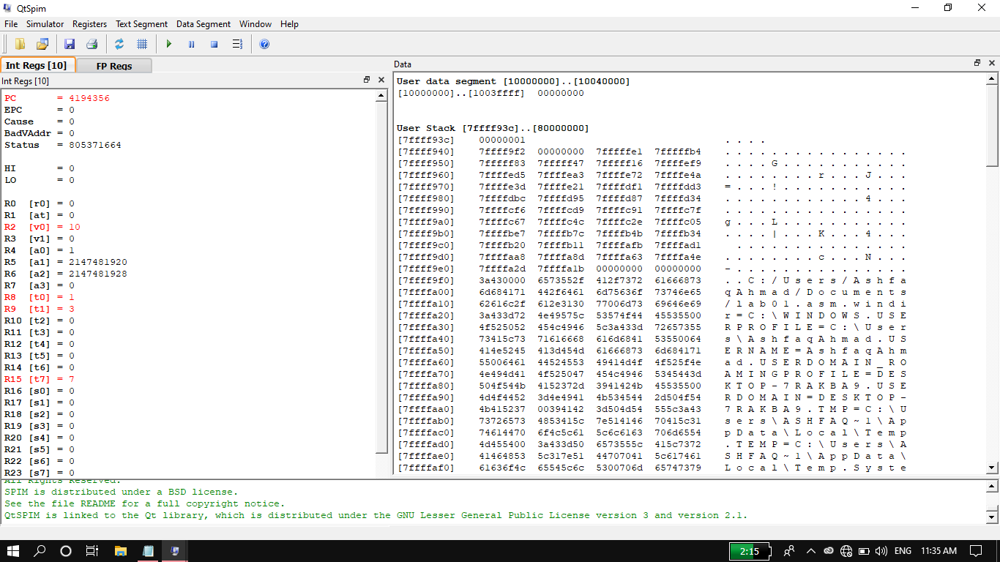 QtSpim
File Simulator Registers Text Segment Data Segment Window Help
Int Regs [10] FP Regs
Int Regs [10]
PC = 4194356
EPC = 0
Cause = 0
BadVAddr = 0
Status = 805371664
HI = 0
LO = 0
R0 [r0] = 0
R1 [at] = 0
R2 [v0] = 10
R3 [v1] = 0
R4 [a0] = 1
R5 [a1] = 2147481920
R6 [a2] = 2147481928
R7 [a3] = 0
R8 [t0] = 1
R9 [t1] = 3
R10 [t2] = 0
R11 [t3] = 0
R12 [t4] = 0
R13 [t5] = 0
R14 [t6] = 0
R15 [t7] = 7
R16 [s0] = 0
R17 [s1] = 0
R18 [s2] = 0
R19 [s3] = 0
R20 [s4] = 0
R21 [s5] = 0
R22 [s6] = 0
R23 [s7] = 0
Data
User data segment [10000000]..[10040000]
[10000000]..[1003ffff] 00000000
User Stack [7ffff93c]..[80000000]
[7ffff93c] 00000001 . . . .
[7ffff940] 7ffff9f2 00000000 7fffffe1 7fffffb4 . . . . . . . . . . . . . . . .
[7ffff950] 7fffff83 7fffff47 7fffff16 7ffffef9 . . . . G . . . . . . . . . . .
[7ffff960] 7ffffed5 7ffffea3 7ffffe72 7ffffe4a . . . . . . . . r . . . J . . .
[7ffff970] 7ffffe3d 7ffffe21 7ffffdf1 7ffffdd3 = . . . ! . . . . . . . . . . .
[7ffff980] 7ffffdbc 7ffffd95 7ffffd87 7ffffd34 . . . . . . . . . . . . 4 . . .
[7ffff990] 7ffffcf6 7ffffcd9 7ffffc91 7ffffc7f . . . . . . . . . . . . . . . .
[7ffff9a0] 7ffffc67 7ffffc4c 7ffffc2e 7ffffc05 g . . . L . . . . . . . . . . .
[7ffff9b0] 7ffffbe7 7ffffb7c 7ffffb4b 7ffffb34 . . . . | . . . K . . . 4 . . .
[7ffff9c0] 7ffffb20 7ffffb11 7ffffafb 7ffffad1 . . . . . . . . . . . . . . .
[7ffff9d0] 7ffffaa8 7ffffa8d 7ffffa63 7ffffa4e . . . . . . . . c . . . N . . .
[7ffff9e0] 7ffffa2d 7ffffa1b 00000000 00000000 - . . . . . . . . . . . . . . .
[7ffff9f0] 3a430000 6573552f 412f7372 61666873 . . C : / U s e r s / A s h f a
[7ffffa00] 6d684171 442f6461 6d75636f 73746e65 q A h m a d / D o c u m e n t s
[7ffffa10] 62616c2f 612e3130 77006d73 69646e69 / l a b 0 1 . a s m . w i n d i
[7ffffa20] 3a433d72 4e49575c 53574f44 45535500 r = C : \ W I N D O W S . U S E
[7ffffa30] 4f525052 454c4946 5c3a433d 72657355 R P R O F I L E = C : \ U s e r
[7ffffa40] 73415c73 71616668 616d6841 53550064 s \ A s h f a q A h m a d . U S
[7ffffa50] 414e5245 413d454d 61666873 6d684171 E R N A M E = A s h f a q A h m
[7ffffa60] 55006461 44524553 49414d4f 4f525f4e a d . U S E R D O M A I N _ R O
[7ffffa70] 4e494d41 4f525047 454c4946 5345443d A M I N G P R O F I L E = D E S
[7ffffa80] 504f544b 4152372d 3941424b 45535500 K T O P - 7 R A K B A 9 . U S E
[7ffffa90] 4d4f4452 3d4e4941 4b534544 2d504f54 R D O M A I N = D E S K T O P -
[7ffffaa0] 4b415237 00394142 3d504d54 555c3a43 7 R A K B A 9 . T M P = C : \ U
[7ffffab0] 73726573 4853415c 7e514146 70415c31 s e r s \ A S H F A Q ~ 1 \ A p
[7ffffac0] 74614470 6f4c5c61 5c6c6163 706d6554 p D a t a \ L o c a l \ T e m p
[7ffffad0] 4d455400 3a433d50 6573555c 415c7372 . T E M P = C : \ U s e r s \ A
[7ffffae0] 41464853 5c317e51 44707041 5c617461 S H F A Q ~ 1 \ A p p D a t a \
[7ffffaf0] 61636f4c 65545c6c 5300706d 65747379 L o c a l \ T e m p . S y s t e
All Rights Reserved.
SPIM is distributed under a BSD license.
See the file README for a full copyright notice.
QtSPIM is linked to the Qt library, which is distributed under the GNU Lesser General Public License version 3 and version 2.1.
2:15 ENG 11:35 AM